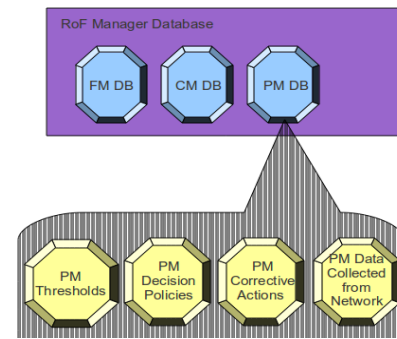 RoF Manager Database
FM DB
CM DB
PM DB
PM
Thresholds
PM
Decision
Policies
PM
Corrective
Actions
PM Data
Collected
from
Network